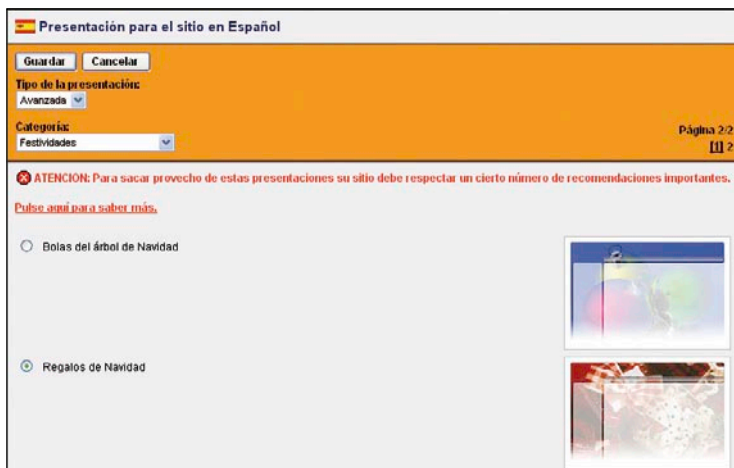 Presentación para el sitio en Español
Guardar Cancelar
Tipo de la presentación:
Avanzada
Categoría:
Festividades
Página 2/2
[1] 2
ATENCION: Para sacar provecho de estas presentaciones su sitio debe respectar un cierto número de recomendaciones importantes.
Pulse aquí para saber más.
Bolas del árbol de Navidad
Regalos de Navidad